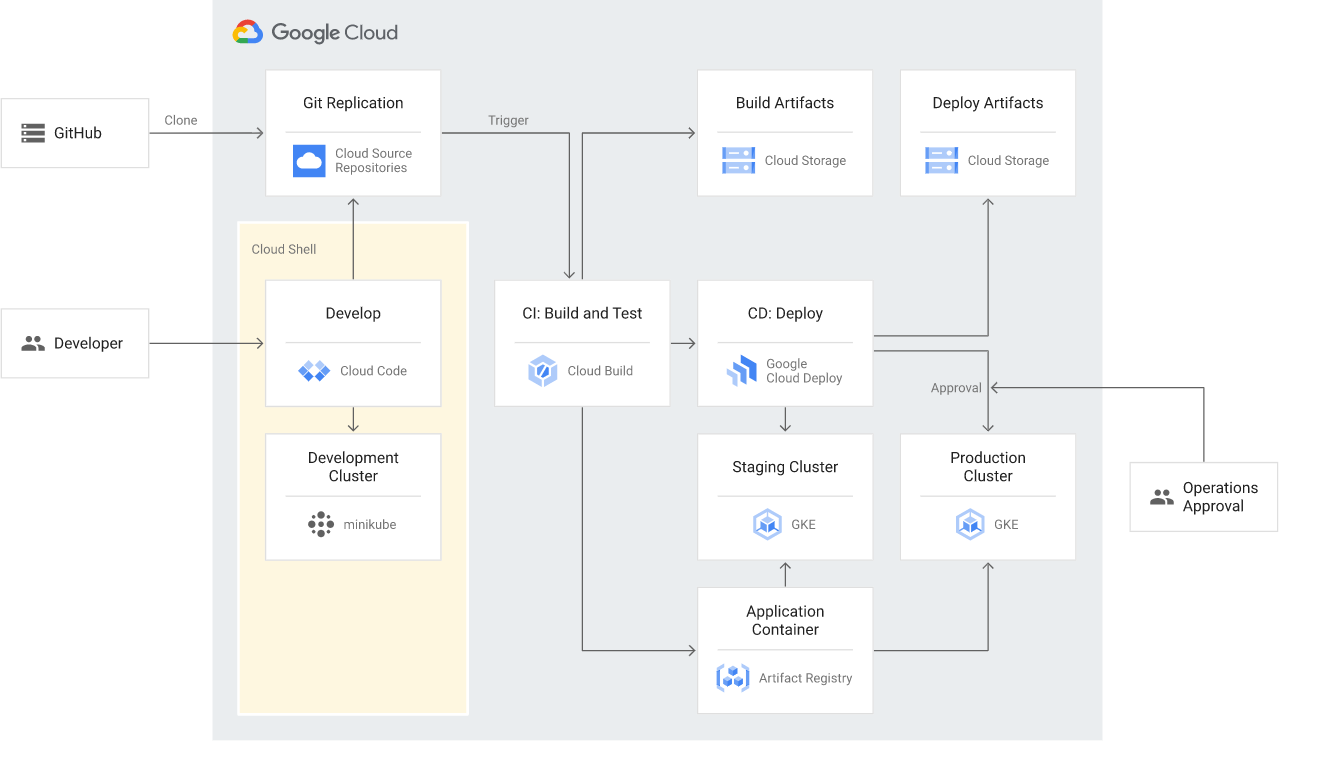 Google Cloud
GitHub
Clone
Git Replication
Cloud Source
Repositories
Trigger
Build Artifacts
Cloud Storage
Deploy Artifacts
Cloud Storage
Cloud Shell
Developer
Develop
Cloud Code
CI: Build and Test
Cloud Build
CD: Deploy
Google
Cloud Deploy
Approval
Development
Cluster
minikube
Staging Cluster
GKE
Production
Cluster
GKE
Operations
Approval
Application
Container
Artifact Registry